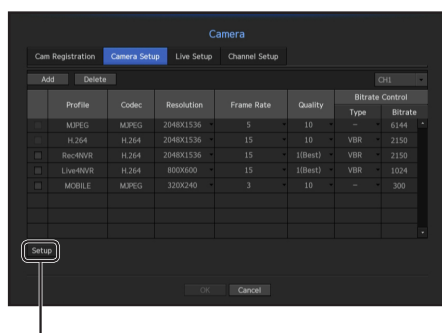 Camera
Cam Registration Camera Setup Live Setup Channel Setup
Add Delete CH1
Profile Codec Resolution Frame Rate Quality Bitrate Control
Type Bitrate
MJPEG MJPEG 2048X1536 5 10 – 6144
H.264 H.264 2048X1536 15 10 VBR 2150
Rec4NVR H.264 2048X1536 15 1(Best) VBR 2150
Live4NVR H.264 800X600 15 1(Best) VBR 1024
MOBILE MJPEG 320X240 3 10 – 300
Setup
OK Cancel